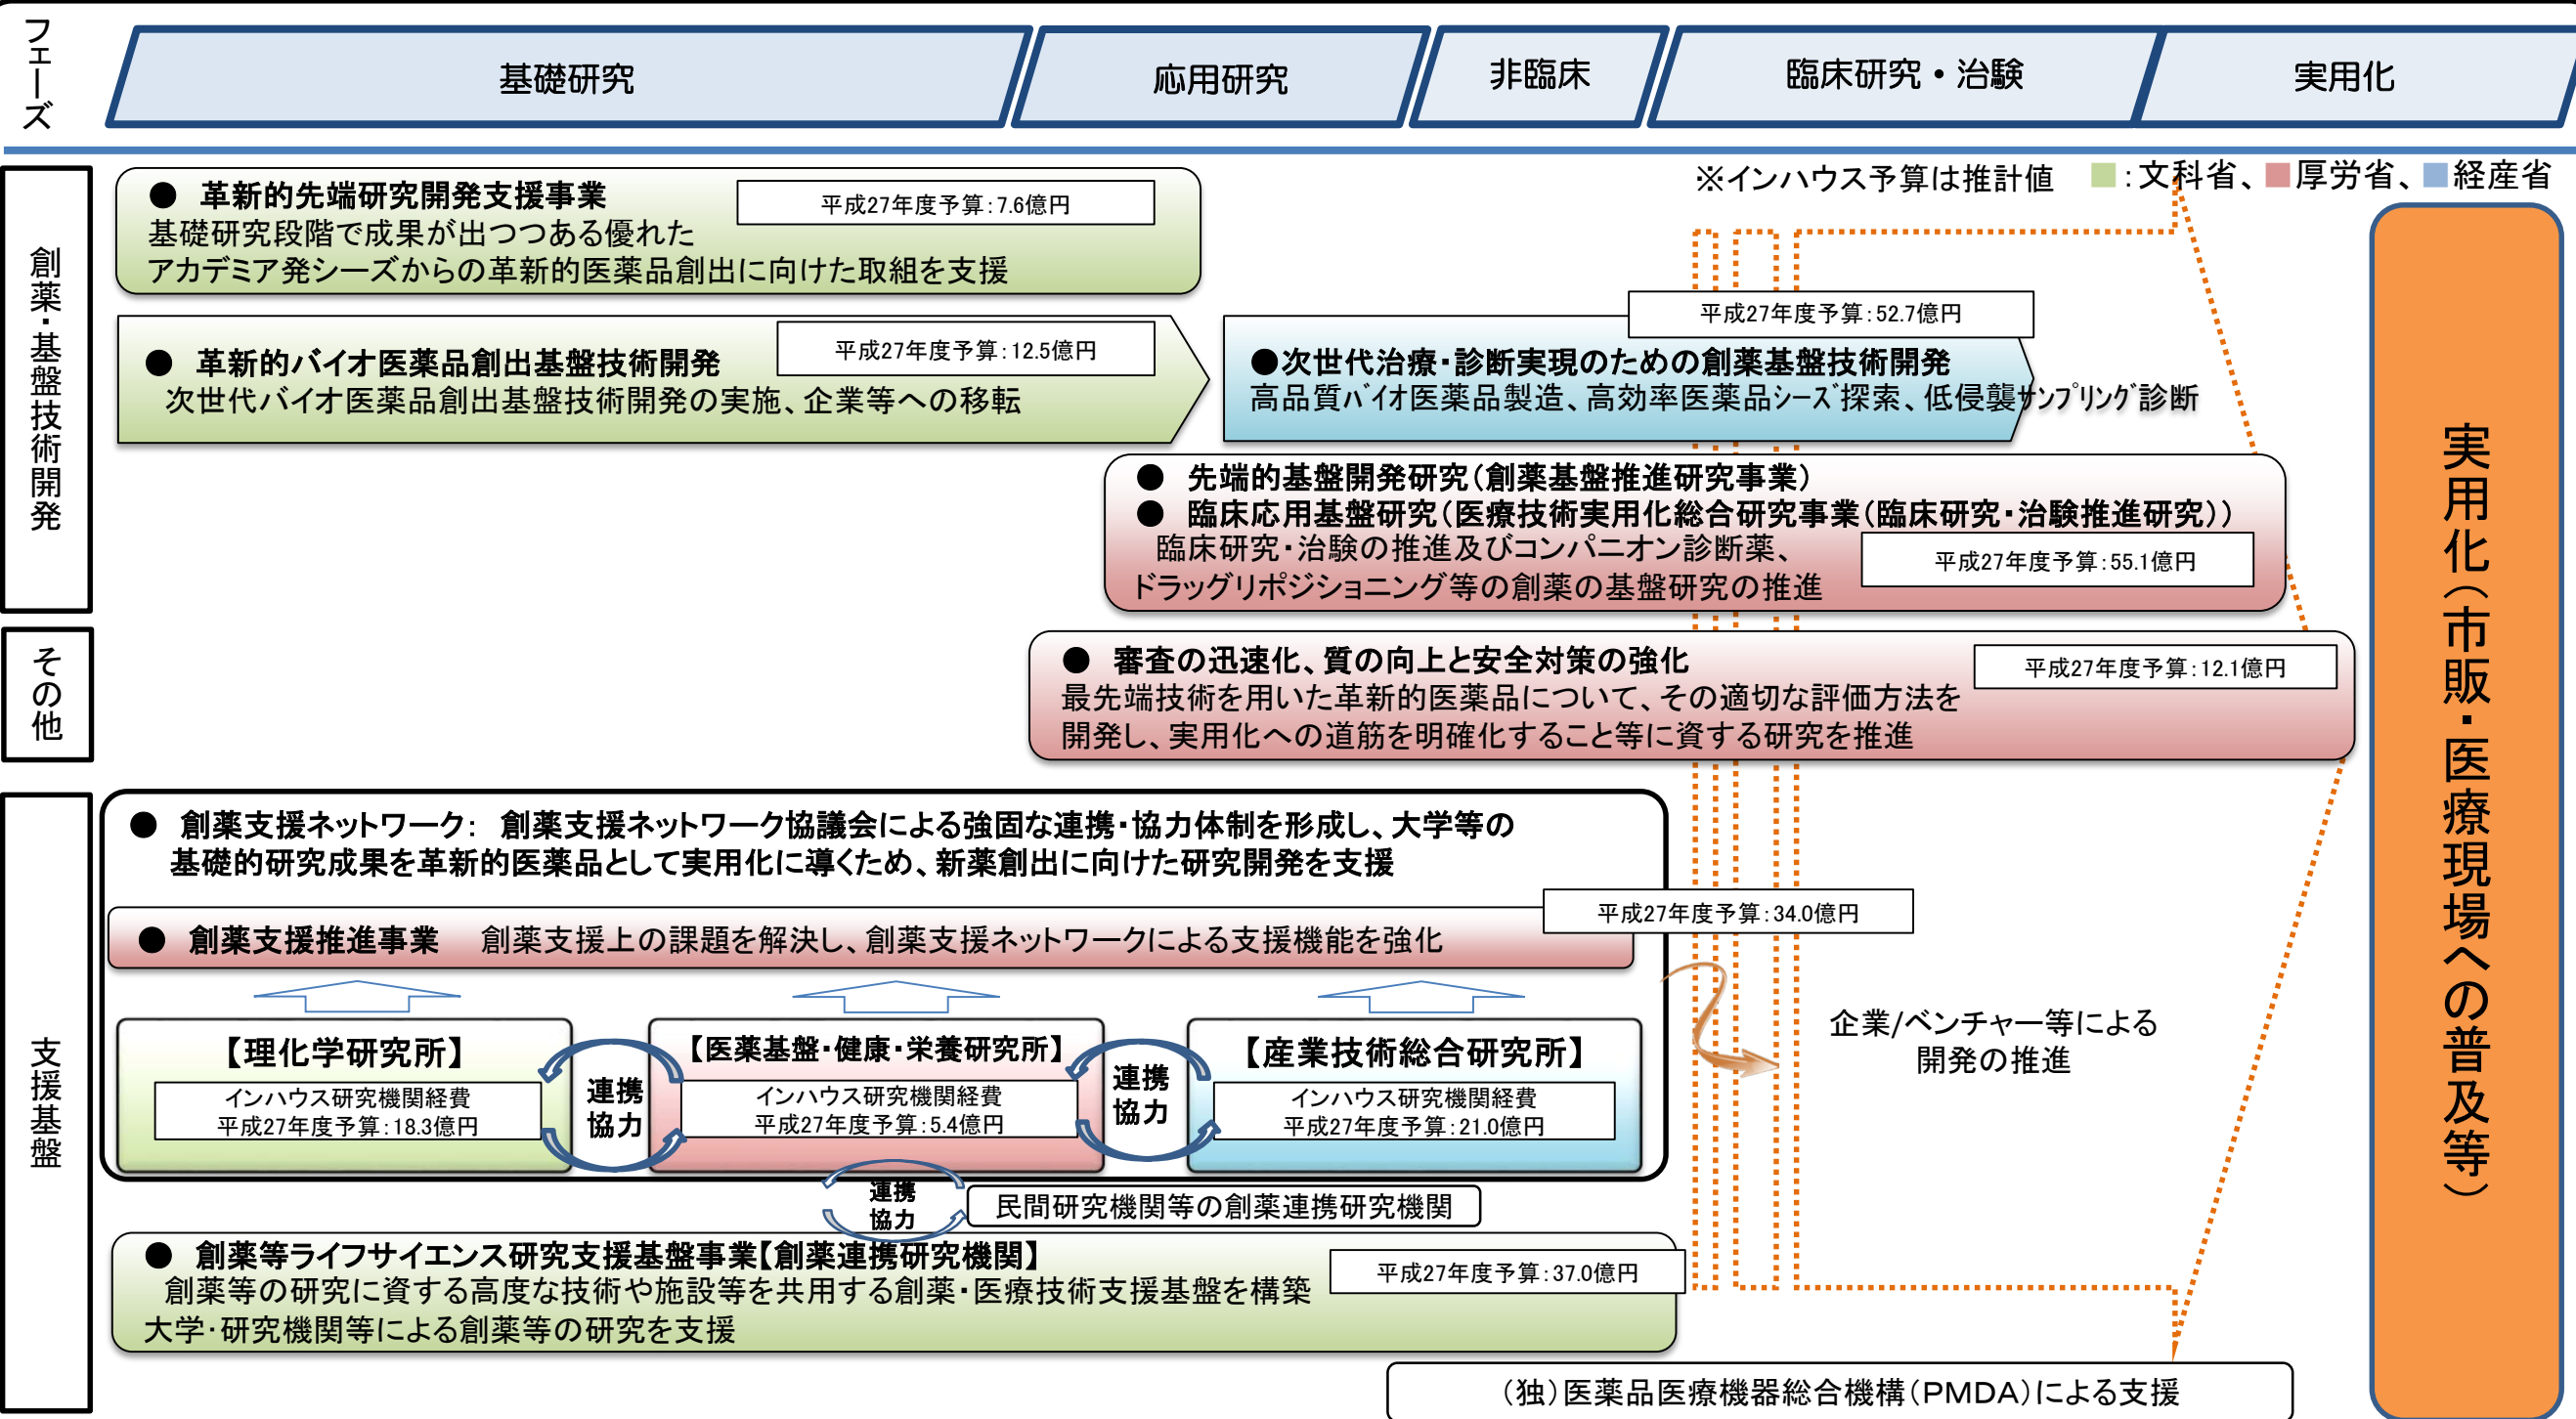 フェーズ
基礎研究
応用研究
非臨床
臨床研究・治験
実用化
※インハウス予算は推計値 ■:文科省、■厚労省、■経産省
創薬・基盤技術開発
● 革新的先端研究開発支援事業
平成27年度予算:7.6億円
基礎研究段階で成果が出つつある優れた
アカデミア発シーズからの革新的医薬品創出に向けた取組を支援
● 革新的バイオ医薬品創出基盤技術開発
平成27年度予算:12.5億円
次世代バイオ医薬品創出基盤技術開発の実施、企業等への移転
平成27年度予算:52.7億円
●次世代治療・診断実現のための創薬基盤技術開発
高品質バイオ医薬品製造、高効率医薬品シーズ探索、低侵襲サンプリング診断
● 先端的基盤開発研究(創薬基盤推進研究事業)
● 臨床応用基盤研究(医療技術実用化総合研究事業(臨床研究・治験推進研究))
臨床研究・治験の推進及びコンパニオン診断薬、
ドラッグリポジショニング等の創薬の基盤研究の推進
平成27年度予算:55.1億円
その他
● 審査の迅速化、質の向上と安全対策の強化
平成27年度予算:12.1億円
最先端技術を用いた革新的医薬品について、その適切な評価方法を
開発し、実用化への道筋を明確化すること等に資する研究を推進
支援基盤
● 創薬支援ネットワーク: 創薬支援ネットワーク協議会による強固な連携・協力体制を形成し、大学等の
基礎的研究成果を革新的医薬品として実用化に導くため、新薬創出に向けた研究開発を支援
平成27年度予算:34.0億円
● 創薬支援推進事業 創薬支援上の課題を解決し、創薬支援ネットワークによる支援機能を強化
【理化学研究所】
インハウス研究機関経費
平成27年度予算:18.3億円
連携
協力
【医薬基盤・健康・栄養研究所】
インハウス研究機関経費
平成27年度予算:5.4億円
連携
協力
【産業技術総合研究所】
インハウス研究機関経費
平成27年度予算:21.0億円
企業/ベンチャー等による
開発の推進
連携
協力
民間研究機関等の創薬連携研究機関
● 創薬等ライフサイエンス研究支援基盤事業【創薬連携研究機関】
平成27年度予算:37.0億円
創薬等の研究に資する高度な技術や施設等を共用する創薬・医療技術支援基盤を構築
大学・研究機関等による創薬等の研究を支援
(独)医薬品医療機器総合機構(PMDA)による支援
実用化(市販・医療現場への普及等)